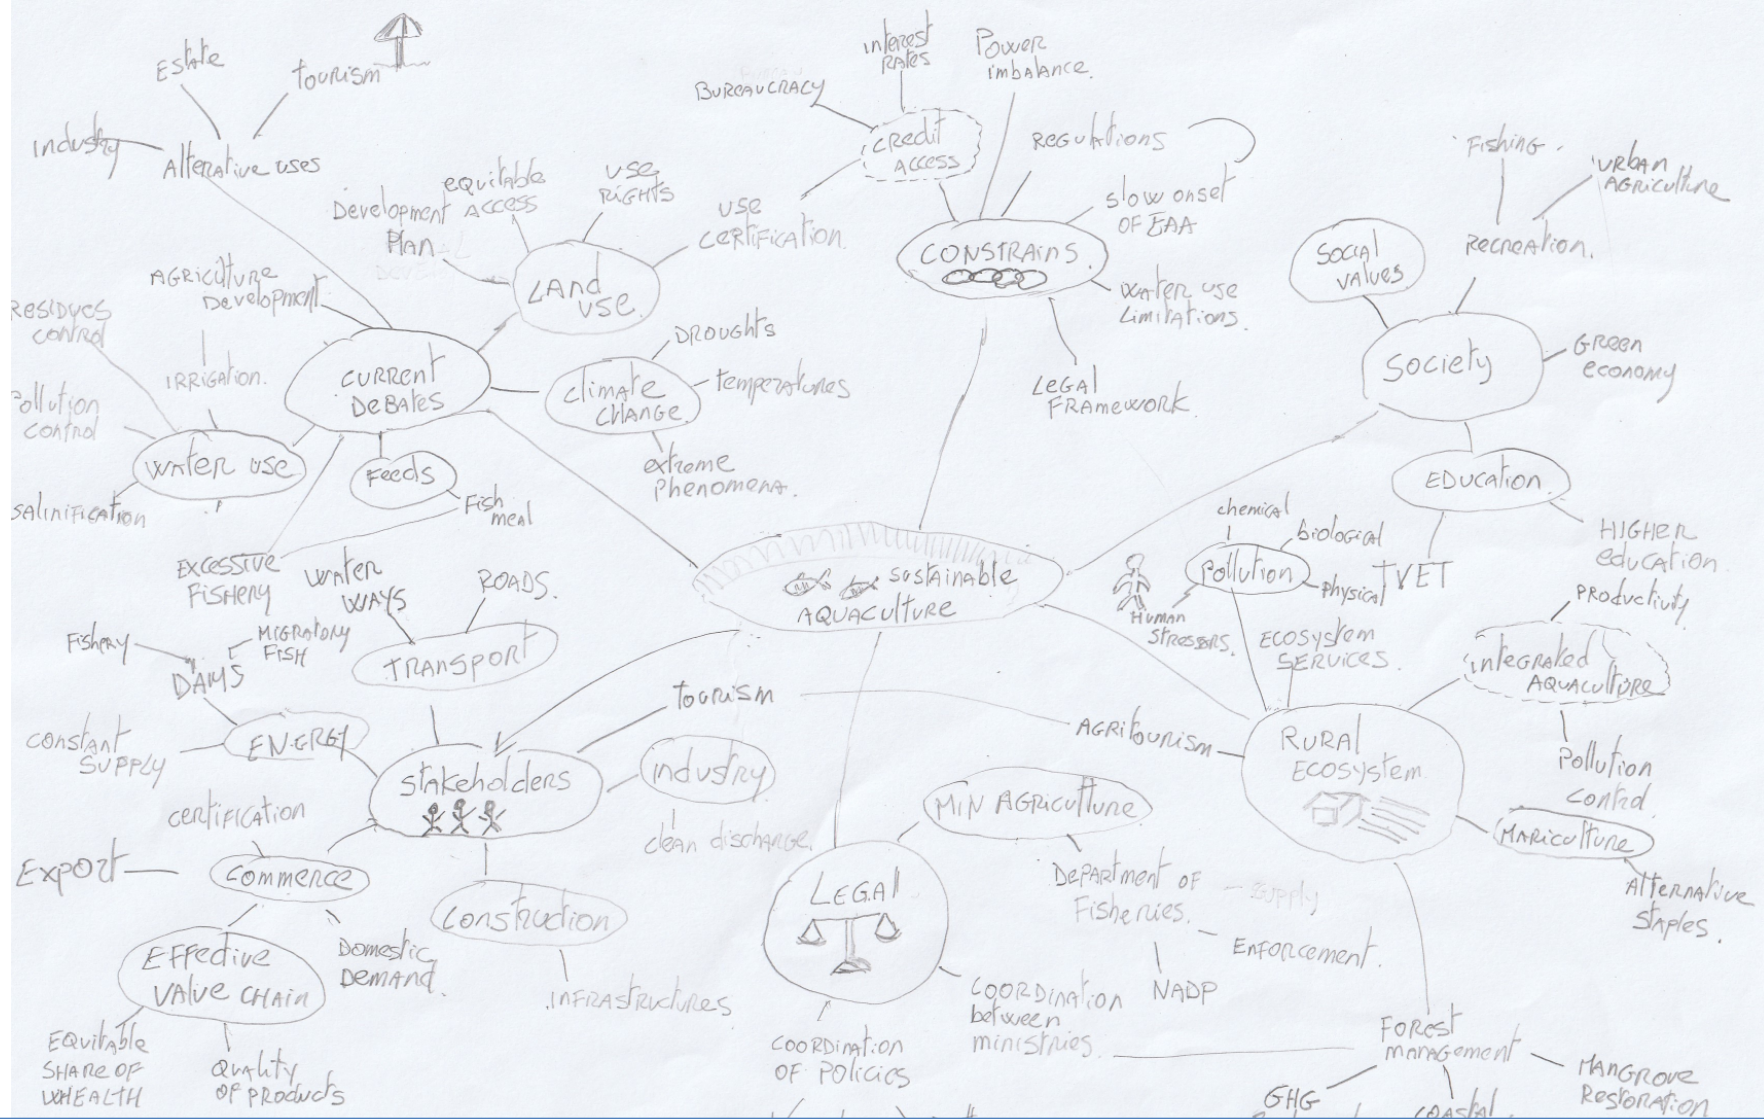 Estate
tourism
Industry
Alterative uses
Development
Plan
equitable
Access
USE
RIGHTS
USE
CERTIFICATION.
LAND
USE.
AGRICULTURE
Development
RESIDUES
control
IRRIGATION.
Pollution
control
WATER USE
SALINIFICATION
CURRENT
DEBATES
Feeds
Fish
meal
Excessive
FISHERY
CLIMATE
CHANGE.
DROUGHTS
temperatures
extreme
Phenomena.
BUREAUCRACY
interest
RATES
Power
imbalance.
credit
ACCESS
REGULATIONS
slow onset
OF EAA
CONSTRAINS
WATER USE
Limitations.
LEGAL
FRAMEWORK.
Fishing.
URBAN
AGRICULTURE
Recreation.
SOCIAL
VALUES
SOCIETY
GREEN
economy
EDUCATION.
HIGHER
education
TVET
SUSTAINABLE
AQUACULTURE
chemical
biological
Pollution
Physical
HUMAN
STRESSORS.
ECOSYSTEM
SERVICES.
PRODUCTIVITY
integrated
AQUACULTURE
Pollution
control.
RURAL
ECOSYSTEM.
AGRITOURISM
MARICULTURE
Alternative
STAPLES.
Forest
management
MANGROVE
RESTORATION
GHG
COASTAL
WATER
WAYS
ROADS.
TRANSPORT
Fishery
MIGRATORY
FISH
DAMS
CONSTANT
SUPPLY
ENERGY
STAKEHOLDERS
tourism
industry
clean discharge.
certification
Export
commerce
Construction
.INFRASTRUCTURES
EFFECTIVE
VALUE CHAIN
Domestic
DEMAND.
EQUITABLE
SHARE OF
WHEALTH
Quality
OF PRODUCTS
LEGAL
MIN AGRICULTURE
DEPARTMENT OF
Fisheries.
supply
ENFORCEMENT.
NADP
COORDINATION
between
ministries.
COORDINATION
OF POLICIES